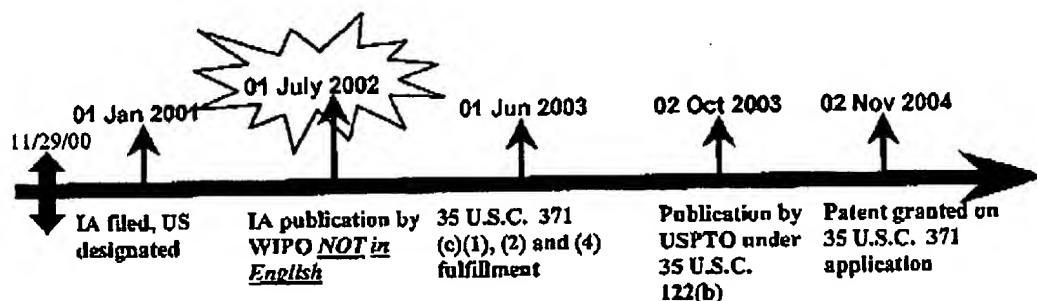 01 July 2002
01 Jan 2001
01 Jun 2003
02 Oct 2003
02 Nov 2004
11/29/00
IA filed, US
designated
IA publication by
WIPO NOT in
English
35 U.S.C. 371
(c)(1), (2) and (4)
fulfillment
Publication by
USPTO under
35 U.S.C.
122(b)
Patent granted on
35 U.S.C. 371
application